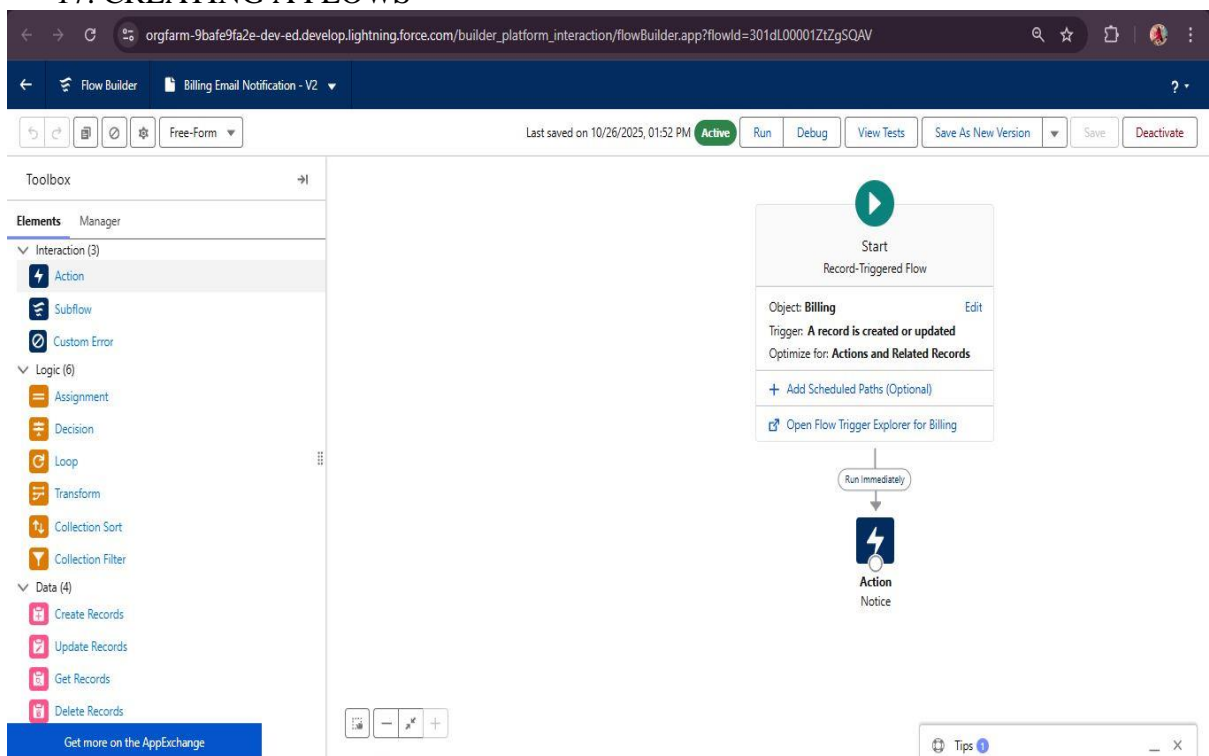 17. CREATING A FLOWS
orgfarm-9bafe9fa2e-dev-ed.develop.lightning.force.com/builder_platform_interaction/flowBuilder.app?flowId=301dL00001ZtZgSQAV
Flow Builder
Billing Email Notification - V2
?
Free-Form
Last saved on 10/26/2025, 01:52 PM
Active
Run
Debug
View Tests
Save As New Version
Save
Deactivate
Toolbox
Elements
Manager
Interaction (3)
Action
Subflow
Custom Error
Logic (6)
Assignment
Decision
Loop
Transform
Collection Sort
Collection Filter
Data (4)
Create Records
Update Records
Get Records
Delete Records
Get more on the AppExchange
Start
Record-Triggered Flow
Object: Billing
Edit
Trigger: A record is created or updated
Optimize for: Actions and Related Records
+ Add Scheduled Paths (Optional)
Open Flow Trigger Explorer for Billing
Run Immediately
Action
Notice
Tips 1